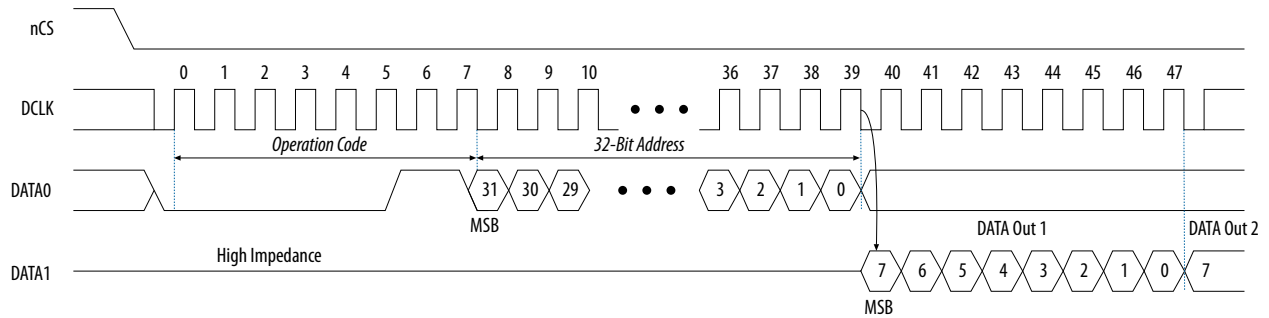 nCS
0 1 2 3 4 5 6 7 8 9 10 36 37 38 39 40 41 42 43 44 45 46 47
DCLK
Operation Code 32-Bit Address
DATA0 31 30 29 3 2 1 0
MSB DATA Out 1 DATA Out 2
High Impedance
DATA1 7 6 5 4 3 2 1 0 7
MSB